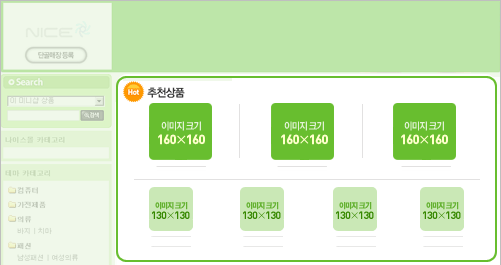 NICE
단골매장 등록
Search
이 미니샵 상품
검색
나이스몰 카테고리
테마 카테고리
컴퓨터
가전제품
의류
바지 | 치마
패션
남성패션 | 여성의류
Hot 추천상품
이미지 크기 이미지 크기 이미지 크기
160×160 160×160 160×160
이미지 크기 이미지 크기 이미지 크기 이미지 크기
130×130 130×130 130×130 130×130